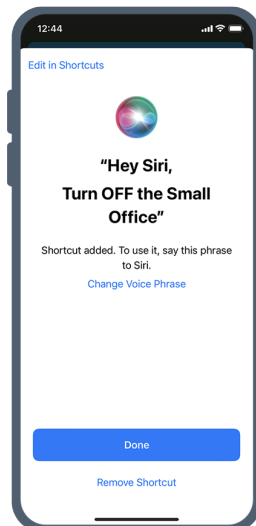 12:44
Edit in Shortcuts
“Hey Siri,
Turn OFF the Small
Office”
Shortcut added. To use it, say this phrase
to Siri.
Change Voice Phrase
Done
Remove Shortcut